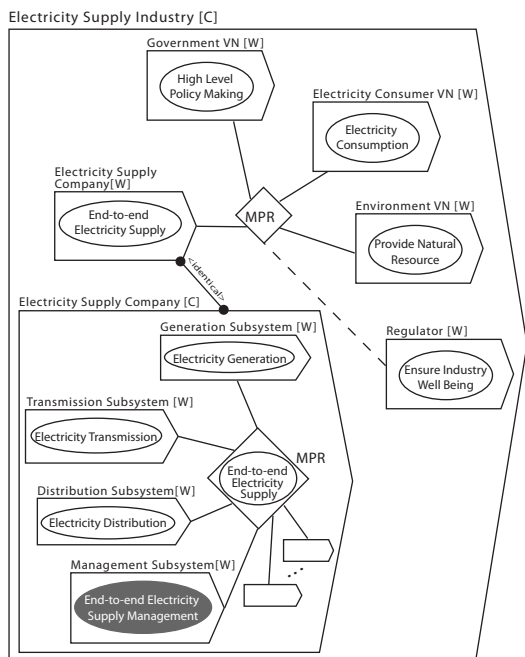 Electricity Supply Industry [C]
Government VN [W]
High Level
Policy Making
Electricity Consumer VN [W]
Electricity
Consumption
Electricity Supply
Company[W]
End-to-end
Electricity Supply
MPR
Environment VN [W]
Provide Natural
Resource
<identical>
Electricity Supply Company [C]
Generation Subsystem [W]
Electricity Generation
Regulator [W]
Ensure Industry
Well Being
Transmission Subsystem [W]
Electricity Transmission
MPR
End-to-end
Electricity
Supply
Distribution Subsystem[W]
Electricity Distribution
Management Subsystem[W]
End-to-end Electricity
Supply Management